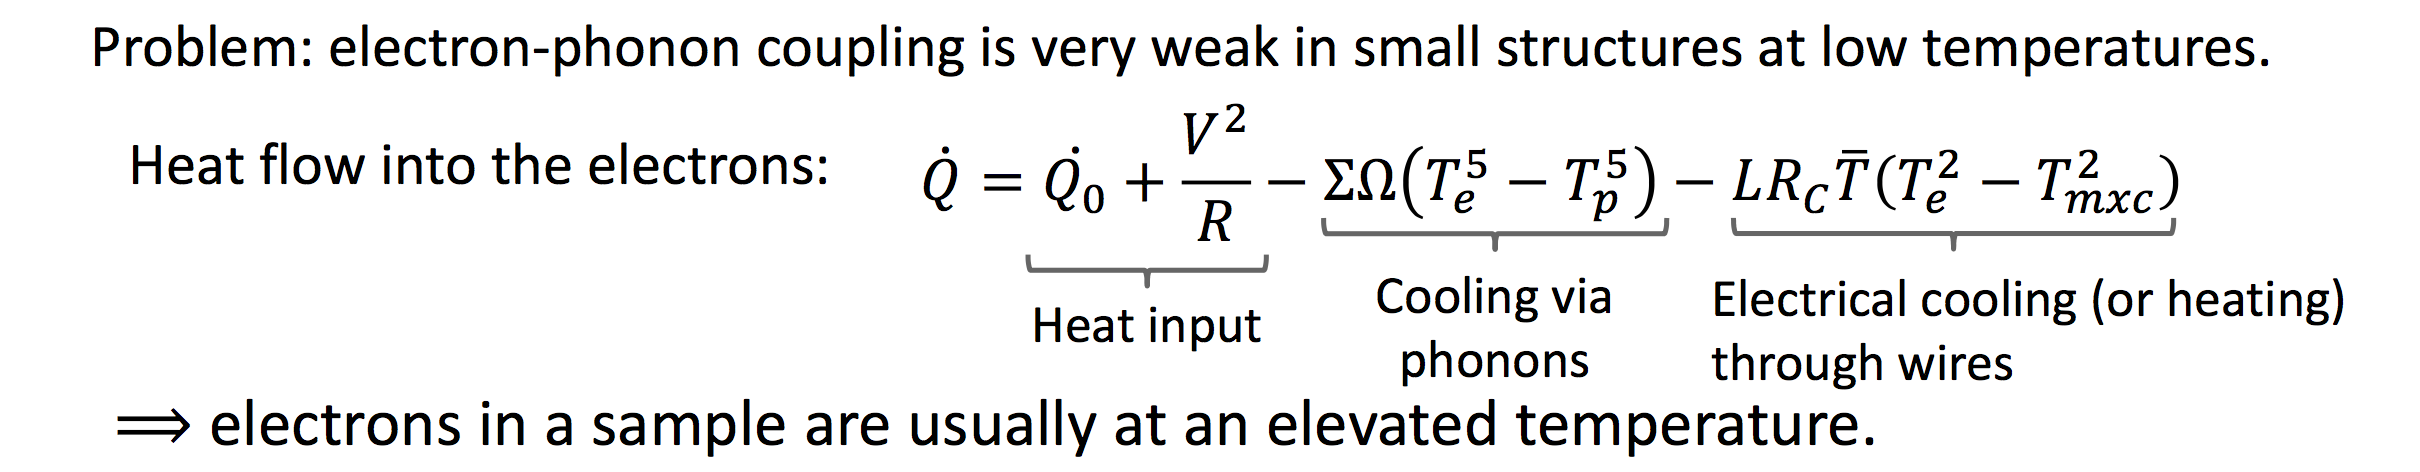 Problem: electron-phonon coupling is very weak in small structures at low temperatures.
Heat flow into the electrons: Q̇ = Q̇₀ + V²/R − ΣΩ(Tₑ⁵ − Tₚ⁵) − LR_C T̄(Tₑ² − T²ₘₓc)
Heat input
Cooling via
phonons
Electrical cooling (or heating)
through wires
⟹ electrons in a sample are usually at an elevated temperature.